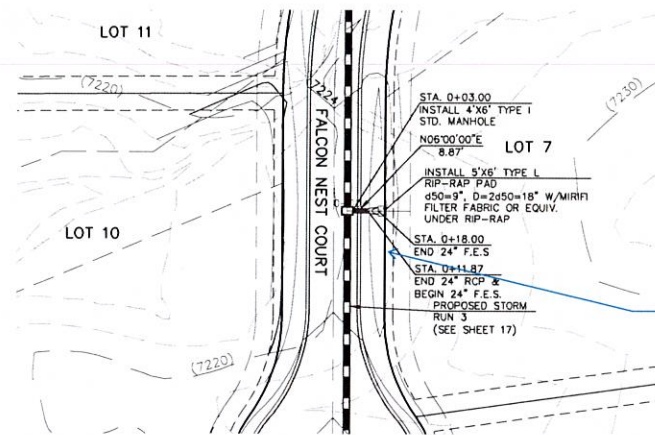 LOT 11
(7220)
7224
(7230)
FALCON NEST COURT
STA. 0+03.00
INSTALL 4'X6' TYPE I
STD. MANHOLE
N06°00'00"E
8.87'
LOT 7
INSTALL 5'X6' TYPE L
RIP-RAP PAD
d50=9", D=2d50=18" W/MIRIFI
FILTER FABRIC OR EQUIV.
UNDER RIP-RAP
LOT 10
STA. 0+18.00
END 24" F.E.S
STA. 0+11.87
END 24" RCP &
BEGIN 24" F.E.S.
PROPOSED STORM
RUN 3
(SEE SHEET 17)
(7220)